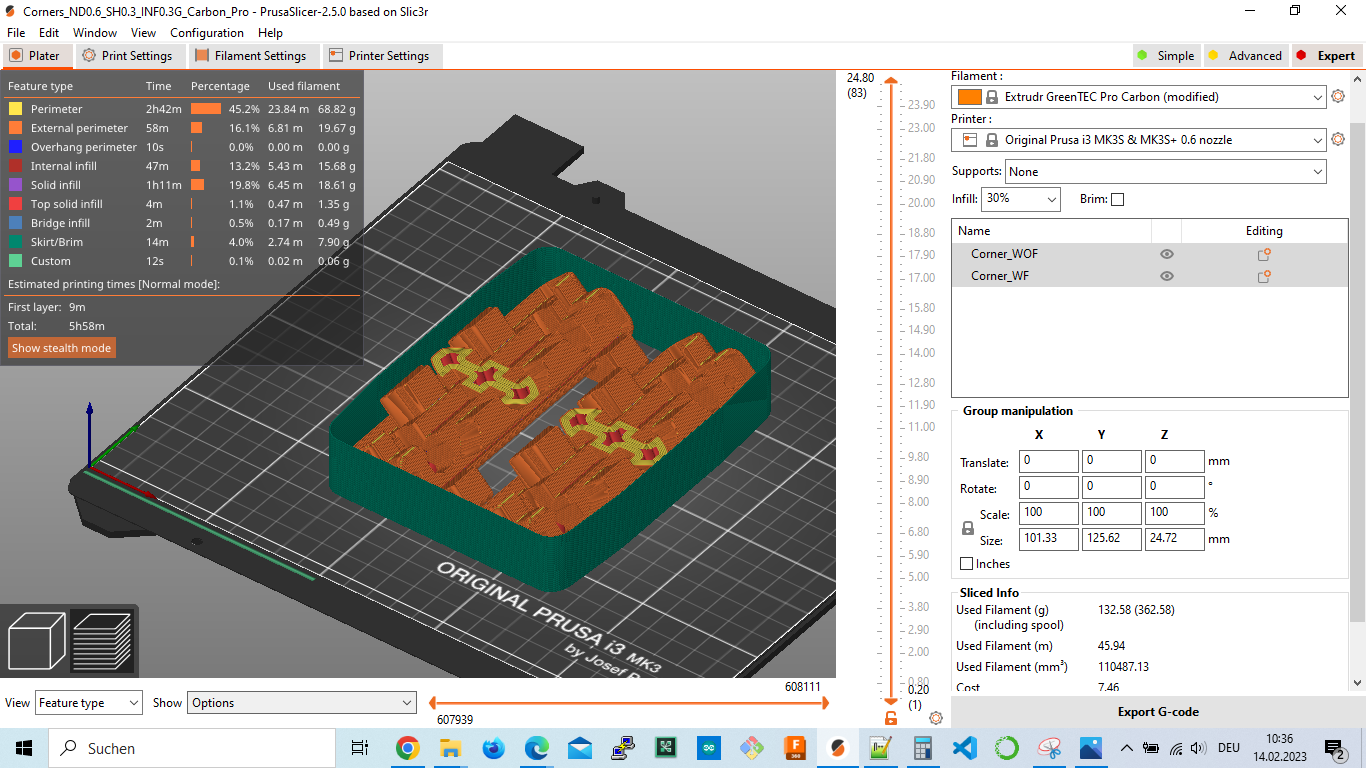 Corners_ND0.6_SH0.3_INF0.3G_Carbon_Pro - PrusaSlicer-2.5.0 based on Slic3r
File Edit Window View Configuration Help
Plater Print Settings Filament Settings Printer Settings Simple Advanced Expert
Feature type Time Percentage Used filament
Perimeter 2h42m 45.2% 23.84 m 68.82 g
External perimeter 58m 16.1% 6.81 m 19.67 g
Overhang perimeter 10s 0.0% 0.00 m 0.00 g
Internal infill 47m 13.2% 5.43 m 15.68 g
Solid infill 1h11m 19.8% 6.45 m 18.61 g
Top solid infill 4m 1.1% 0.47 m 1.35 g
Bridge infill 2m 0.5% 0.17 m 0.49 g
Skirt/Brim 14m 4.0% 2.74 m 7.90 g
Custom 12s 0.1% 0.02 m 0.06 g
Estimated printing times [Normal mode]:
First layer: 9m
Total: 5h58m
Show stealth mode
ORIGINAL PRUSA i3 MK3
by Josef
24.80
(83)
23.90
23.00
21.80
20.90
20.00
18.80
17.90
17.00
15.80
14.90
14.00
12.80
11.90
11.00
9.80
8.90
8.00
6.80
5.90
5.00
3.80
2.90
2.00
0.80
0.20
(1)
Filament :
Extrudr GreenTEC Pro Carbon (modified)
Printer :
Original Prusa i3 MK3S & MK3S+ 0.6 nozzle
Supports: None
Infill: 30% Brim:
Name Editing
Corner_WOF
Corner_WF
Group manipulation
X Y Z
Translate: 0 0 0 mm
Rotate: 0 0 0 °
Scale: 100 100 100 %
Size: 101.33 125.62 24.72 mm
Inches
Sliced Info
Used Filament (g) 132.58 (362.58)
(including spool)
Used Filament (m) 45.94
Used Filament (mm³) 110487.13
Cost 7.46
Export G-code
View Feature type Show Options
608111
607939
Suchen
DEU
10:36
14.02.2023
2